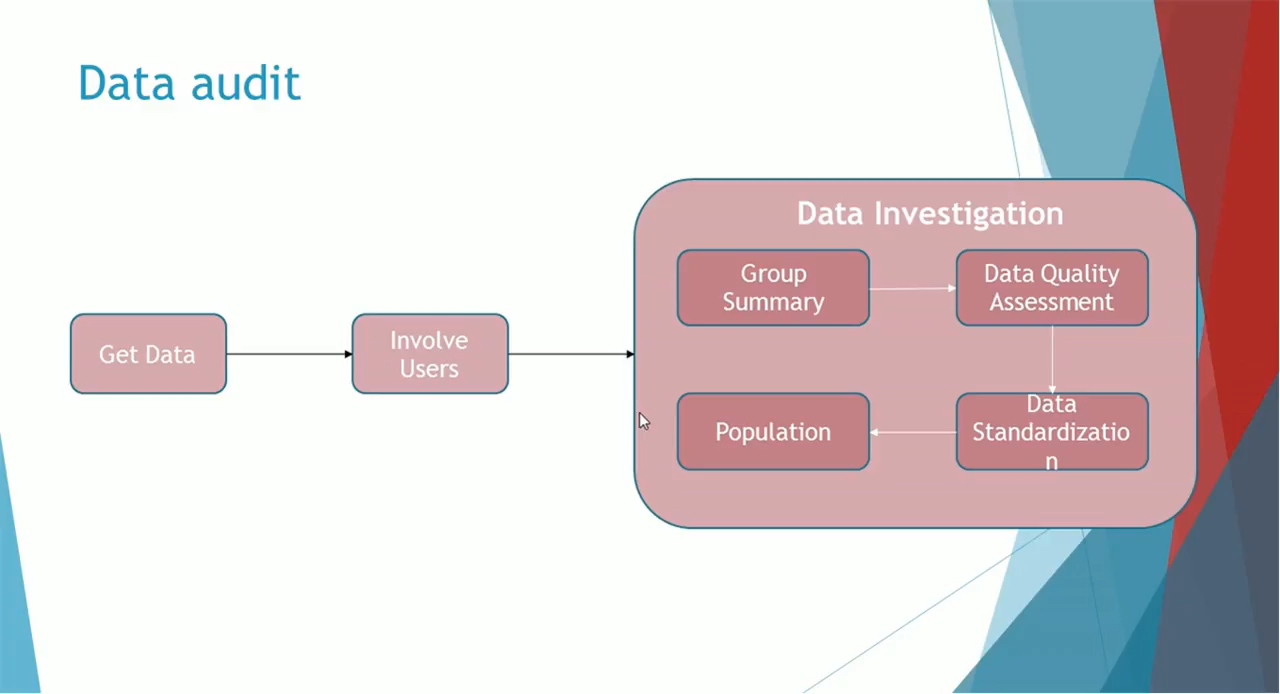 Data audit
Get Data
Involve
Users
Data Investigation
Group
Summary
Data Quality
Assessment
Data
Standardizatio
n
Population